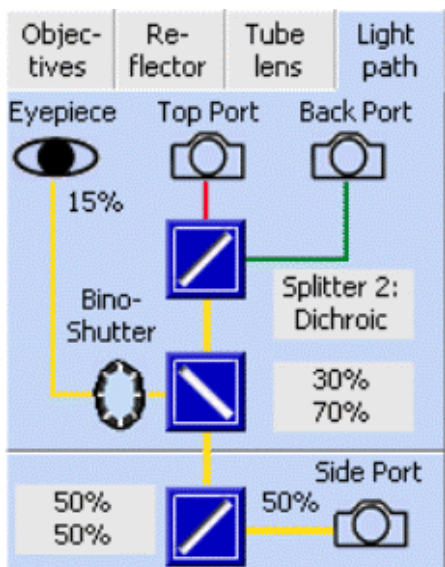 Objec-
tives
Re-
flector
Tube
lens
Light
path
Eyepiece
Top Port
Back Port
15%
Splitter 2:
Dichroic
Bino-
Shutter
30%
70%
Side Port
50%
50%
50%